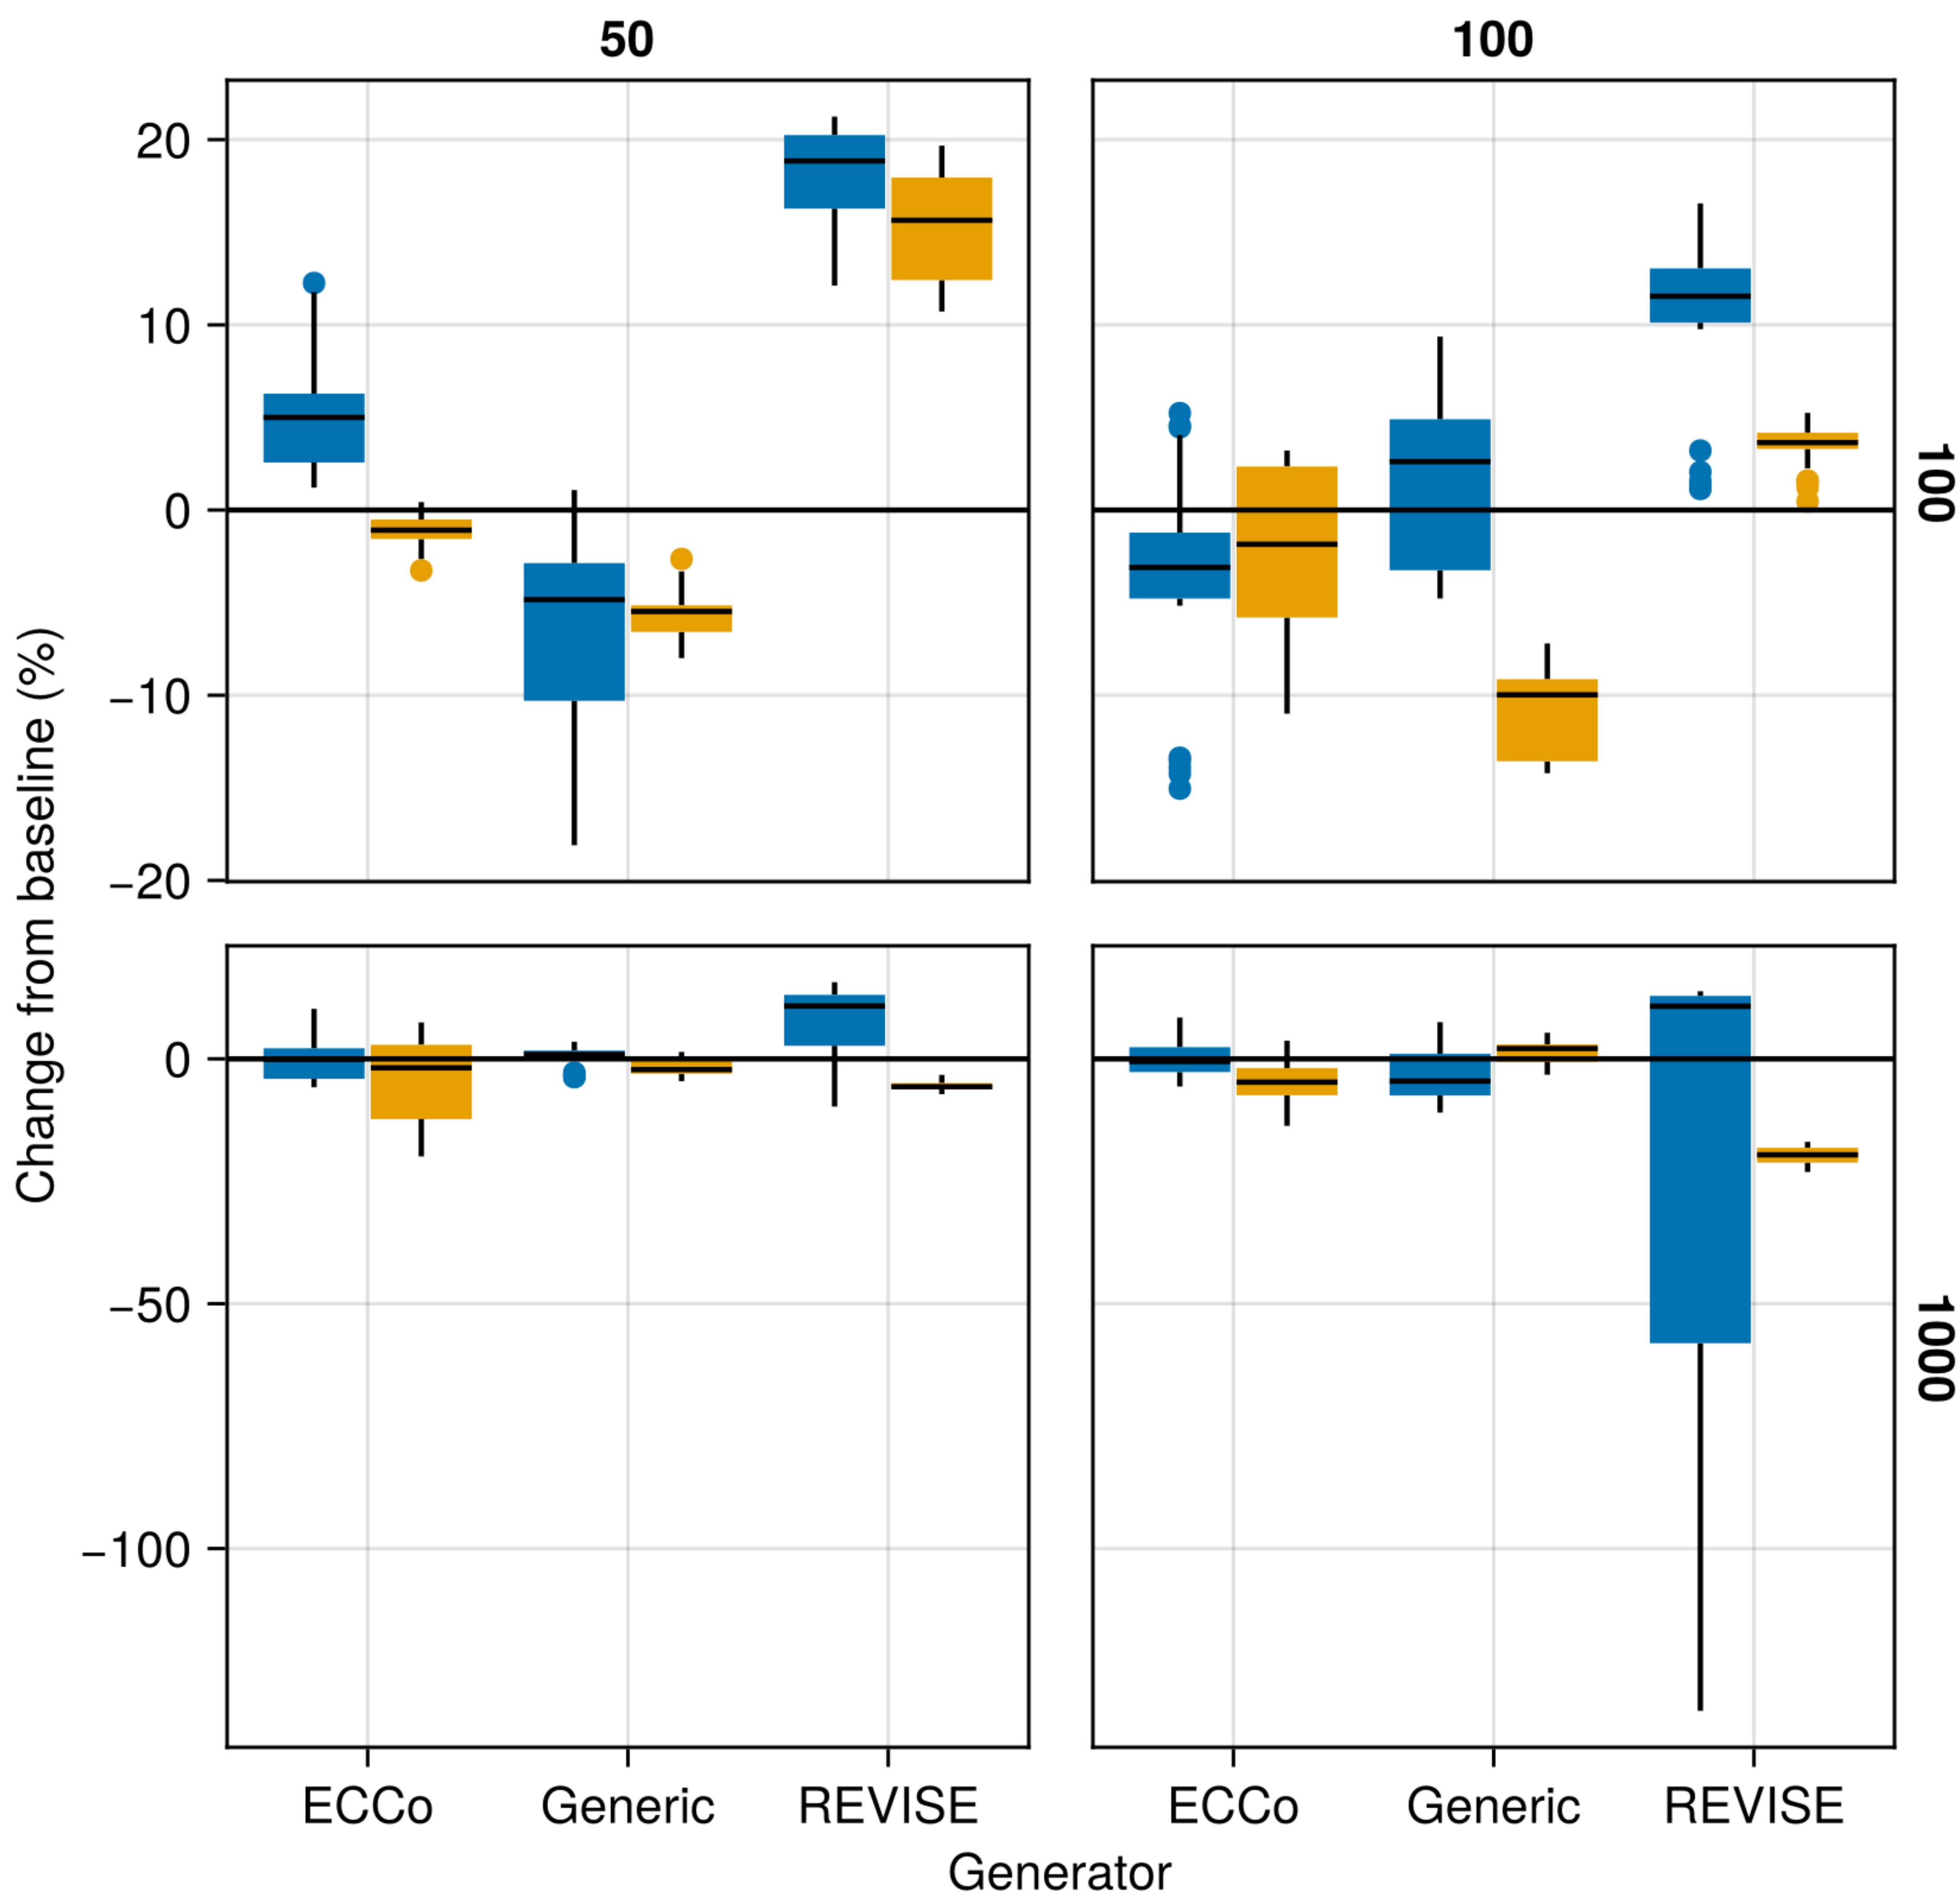 50
100
20
10
0
−10
−20
100
Change from baseline (%)
0
−50
−100
1000
ECCo
Generic
REVISE
ECCo
Generic
REVISE
Generator